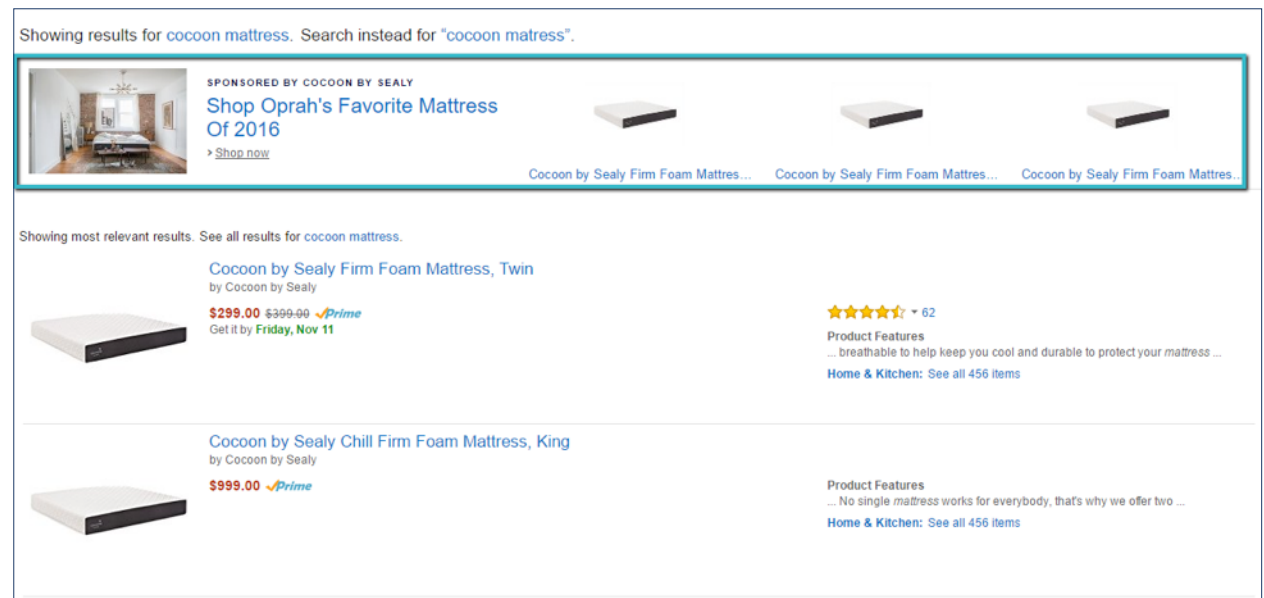 Showing results for cocoon mattress. Search instead for “cocoon matress”.
SPONSORED BY COCOON BY SEALY
Shop Oprah's Favorite Mattress
Of 2016
> Shop now
Cocoon by Sealy Firm Foam Mattres...
Cocoon by Sealy Firm Foam Mattres...
Cocoon by Sealy Firm Foam Mattres..
Showing most relevant results. See all results for cocoon mattress.
Cocoon by Sealy Firm Foam Mattress, Twin
by Cocoon by Sealy
$299.00 $399.00 Prime
Get it by Friday, Nov 11
62
Product Features
... breathable to help keep you cool and durable to protect your mattress ...
Home & Kitchen: See all 456 items
Cocoon by Sealy Chill Firm Foam Mattress, King
by Cocoon by Sealy
$999.00 Prime
Product Features
... No single mattress works for everybody, that's why we offer two ...
Home & Kitchen: See all 456 items